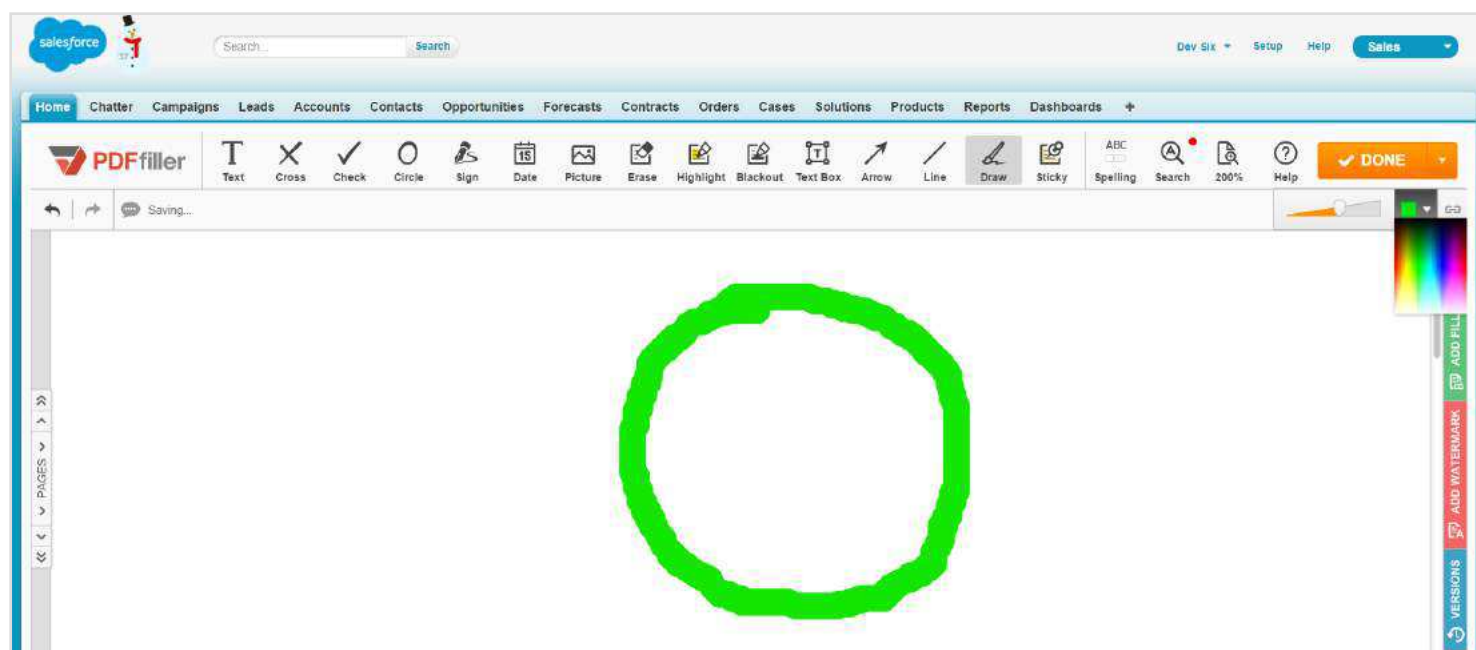 salesforce
Search...
Search
Dev Six
Setup
Help
Sales
Home Chatter Campaigns Leads Accounts Contacts Opportunities Forecasts Contracts Orders Cases Solutions Products Reports Dashboards +
PDFfiller
T
15
T
ABC
A
?
DONE
Text Cross Check Circle Sign Date Picture Erase Highlight Blackout Text Box Arrow Line Draw Sticky Spelling Search 200% Help
Saving...
PAGES
ADD FILL
ADD WATERMARK
VERSIONS